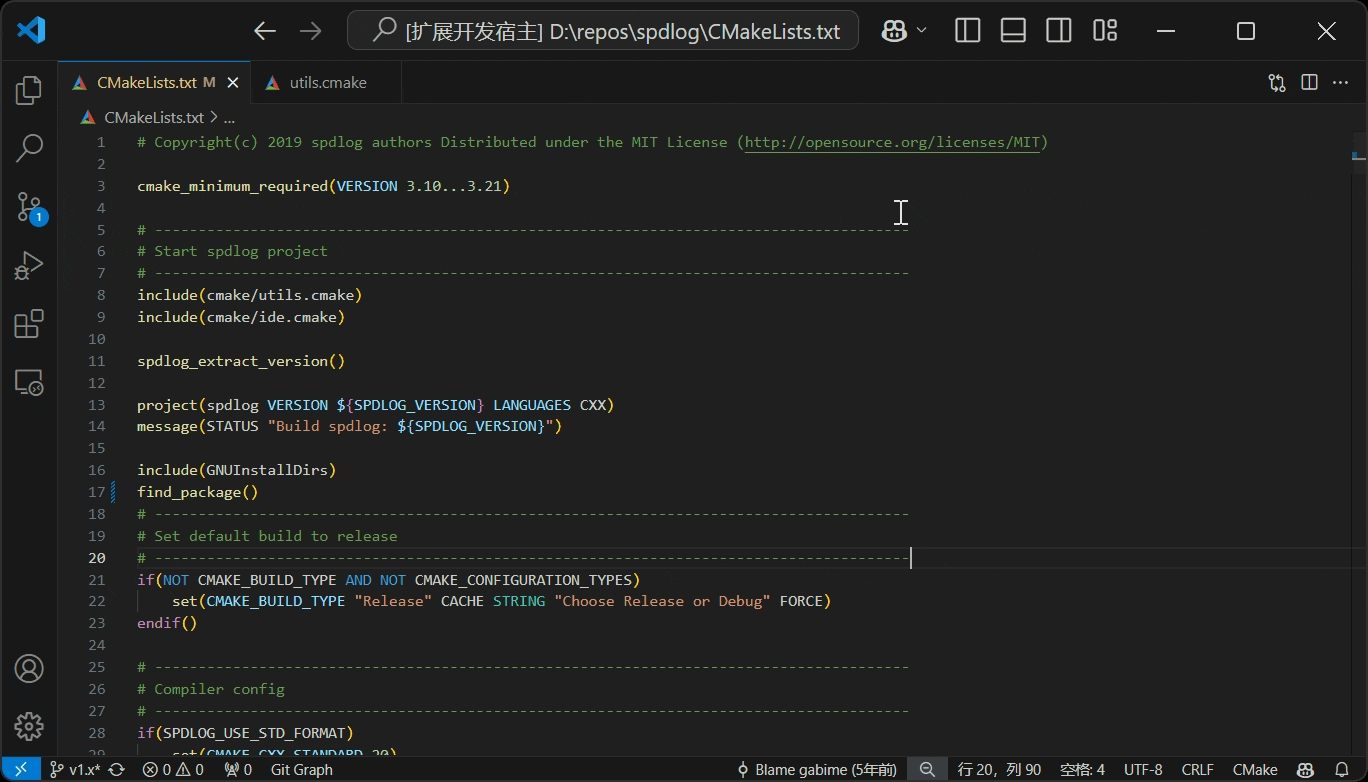 [扩展开发宿主] D:\repos\spdlog\CMakeLists.txt
CMakeLists.txt M
utils.cmake
CMakeLists.txt > ...
1 # Copyright(c) 2019 spdlog authors Distributed under the MIT License (http://opensource.org/licenses/MIT)
2
3 cmake_minimum_required(VERSION 3.10...3.21)
4
5 # ---------------------------------------------------------------------------------------
6 # Start spdlog project
7 # ---------------------------------------------------------------------------------------
8 include(cmake/utils.cmake)
9 include(cmake/ide.cmake)
10
11 spdlog_extract_version()
12
13 project(spdlog VERSION ${SPDLOG_VERSION} LANGUAGES CXX)
14 message(STATUS "Build spdlog: ${SPDLOG_VERSION}")
15
16 include(GNUInstallDirs)
17 find_package()
18 # ---------------------------------------------------------------------------------------
19 # Set default build to release
20 # ---------------------------------------------------------------------------------------
21 if(NOT CMAKE_BUILD_TYPE AND NOT CMAKE_CONFIGURATION_TYPES)
22 set(CMAKE_BUILD_TYPE "Release" CACHE STRING "Choose Release or Debug" FORCE)
23 endif()
24
25 # ---------------------------------------------------------------------------------------
26 # Compiler config
27 # ---------------------------------------------------------------------------------------
28 if(SPDLOG_USE_STD_FORMAT)
29 set(CMAKE_CXX_STANDARD 20)
1
v1.x* 0 0 0 Git Graph Blame gabime (5年前) 行 20，列 90 空格: 4 UTF-8 CRLF CMake